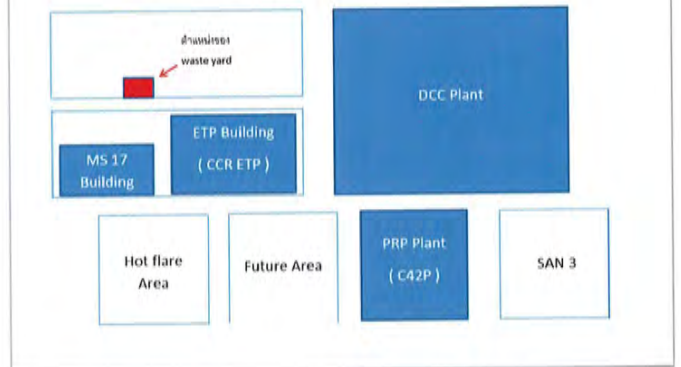 ตำแหน่งของ
waste yard
DCC Plant
ETP Building
( CCR ETP )
MS 17
Building
Hot flare
Area
Future Area
PRP Plant
( C42P )
SAN 3